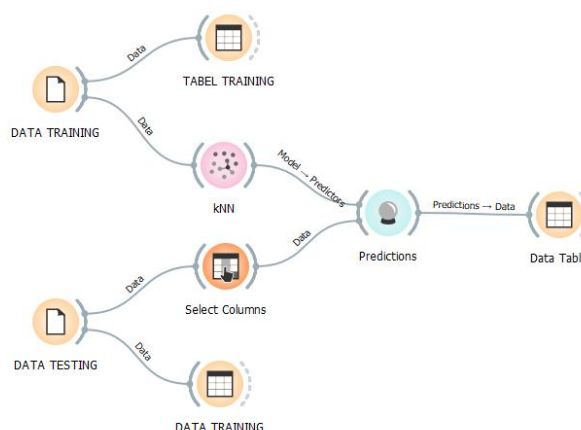 Data
TABEL TRAINING
DATA TRAINING
Data
Model → Predictors
kNN
Predictions → Data
Data
Predictions
Data Tabl
Data
Select Columns
DATA TESTING
Data
DATA TRAINING